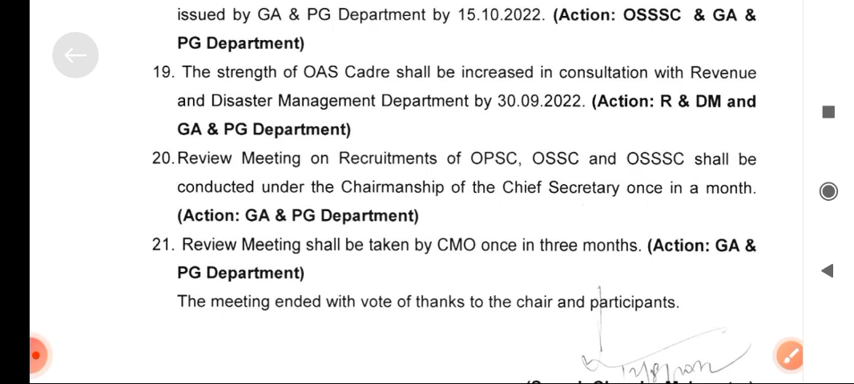 issued by GA & PG Department by 15.10.2022. (Action: OSSSC & GA &
PG Department)
19. The strength of OAS Cadre shall be increased in consultation with Revenue
and Disaster Management Department by 30.09.2022. (Action: R & DM and
GA & PG Department)
20. Review Meeting on Recruitments of OPSC, OSSC and OSSSC shall be
conducted under the Chairmanship of the Chief Secretary once in a month.
(Action: GA & PG Department)
21. Review Meeting shall be taken by CMO once in three months. (Action: GA &
PG Department)
The meeting ended with vote of thanks to the chair and participants.